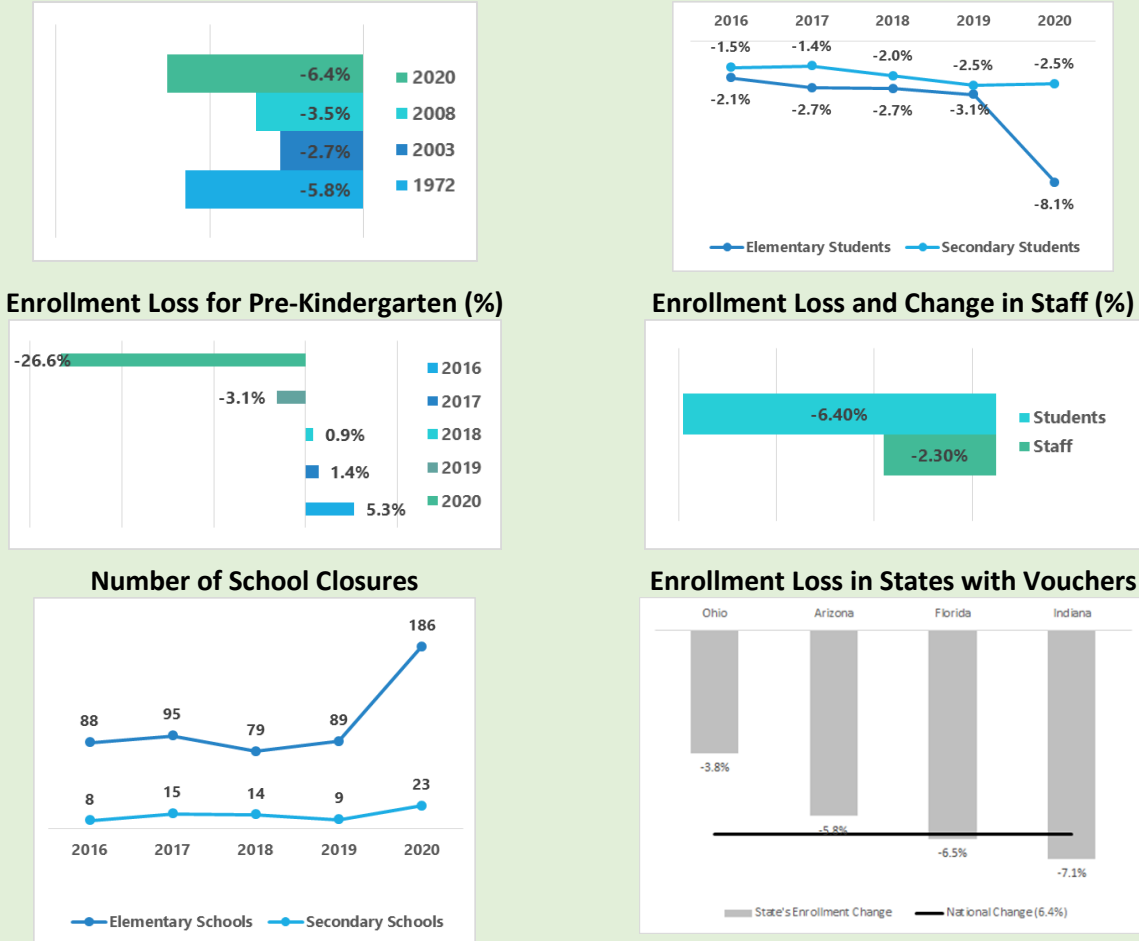 -6.4%
-3.5%
-2.7%
-5.8%
2020
2008
2003
1972
2016 2017 2018 2019 2020
-1.5% -1.4% -2.0% -2.5% -2.5%
-2.1% -2.7% -2.7% -3.1%
-8.1%
Elementary Students Secondary Students
Enrollment Loss for Pre-Kindergarten (%)
-26.6%
-3.1%
0.9%
1.4%
5.3%
2016
2017
2018
2019
2020
Enrollment Loss and Change in Staff (%)
-6.40%
-2.30%
Students
Staff
Number of School Closures
186
88 95 79 89
8 15 14 9 23
2016 2017 2018 2019 2020
Elementary Schools Secondary Schools
Enrollment Loss in States with Vouchers
Ohio Arizona Florida Indiana
-3.8%
-5.8%
-6.5%
-7.1%
State's Enrollment Change National Change (6.4%)